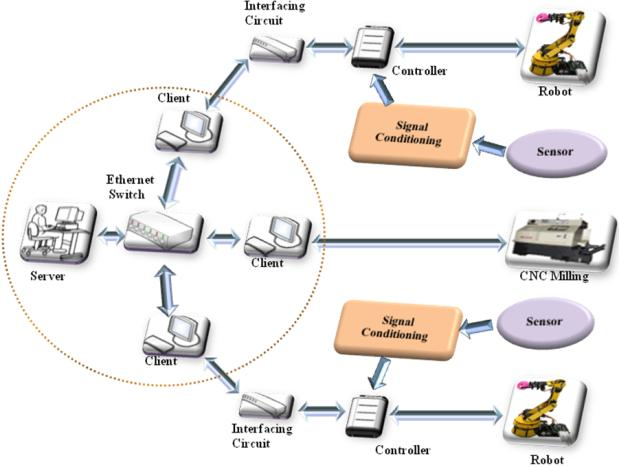 Interfacing
Circuit
Controller
Robot
Client
Signal
Conditioning
Sensor
Ethernet
Switch
Server
Client
CNC Milling
Signal
Conditioning
Sensor
Client
Interfacing
Circuit
Controller
Robot